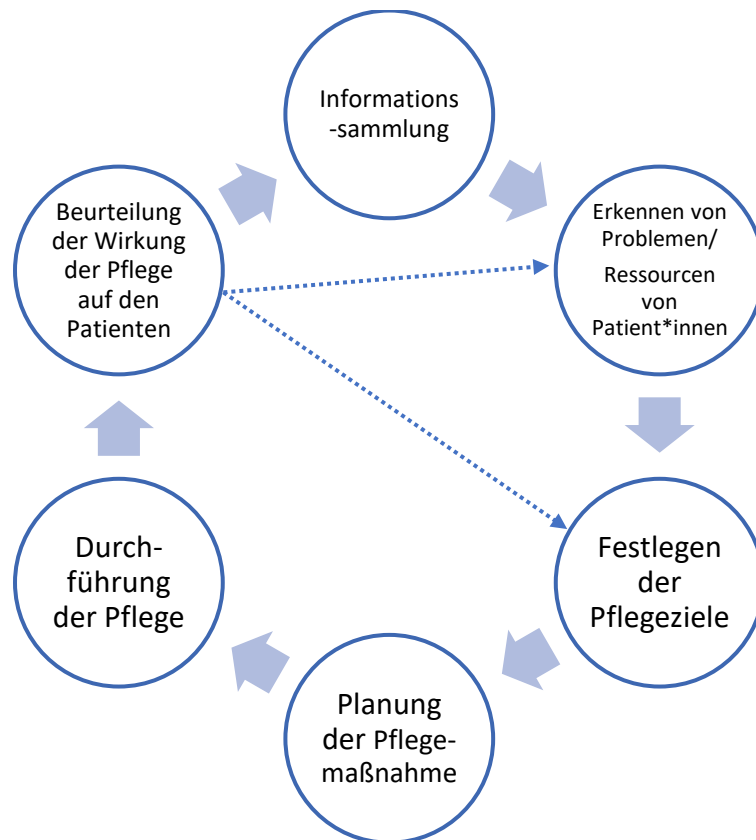 Informations
-sammlung
Erkennen von
Problemen/
Ressourcen
von
Patient*innen
Festlegen
der
Pflegeziele
Planung
der Pflege-
maßnahme
Durch-
führung
der Pflege
Beurteilung
der Wirkung
der Pflege
auf den
Patienten